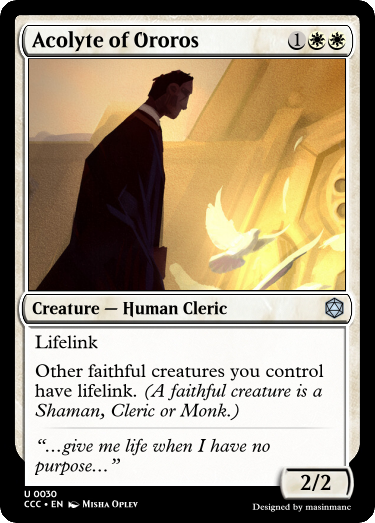 Acolyte of Ororos 1
Creature — Human Cleric
Lifelink
Other faithful creatures you control
have lifelink. (A faithful creature is a
Shaman, Cleric or Monk.)
“...give me life when I have no
purpose...”
2/2
U 0030
CCC • EN Misha Oplev
Designed by masinmanc